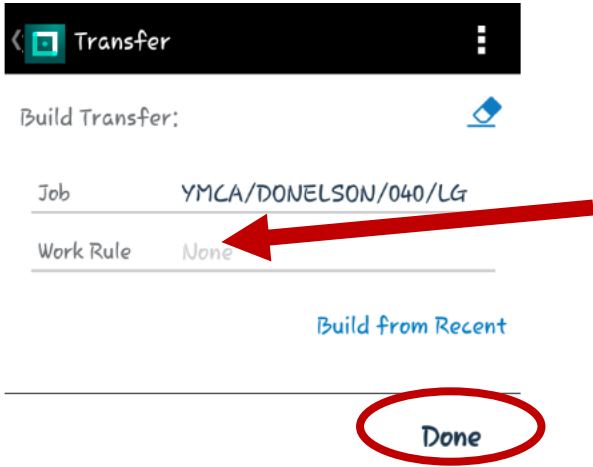 Transfer
Build Transfer:
Job YMCA/DONELSON/040/LG
Work Rule None
Build from Recent
Done